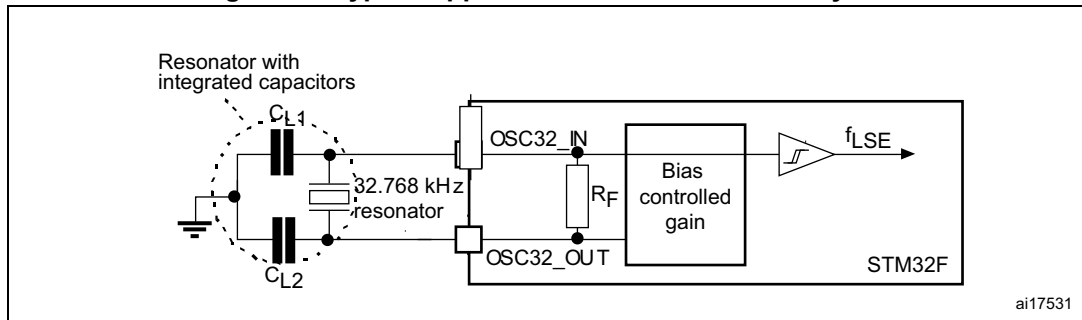 Resonator with
integrated capacitors
CL1
OSC32_IN
fLSE
Bias
controlled
gain
32.768 kHz
resonator
RF
OSC32_OUT
CL2
STM32F
ai17531